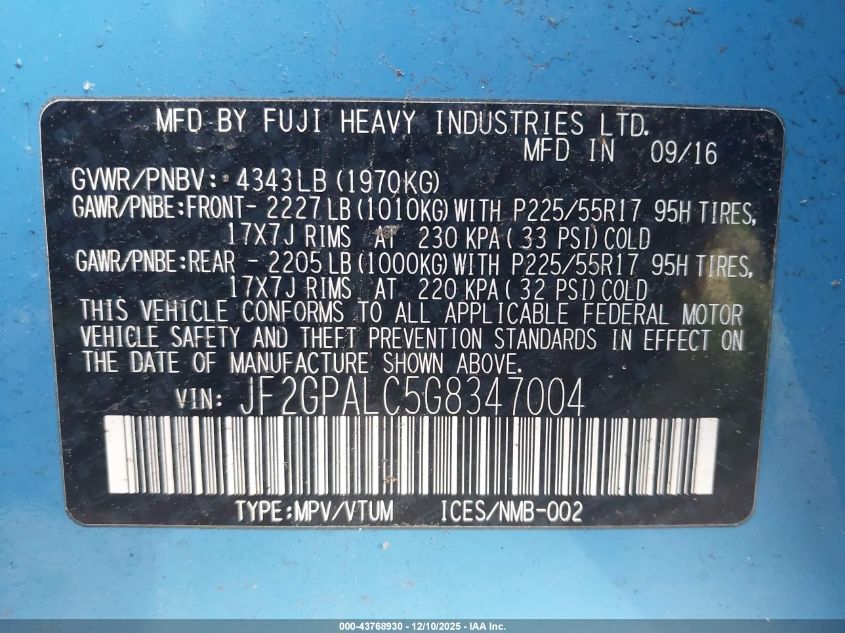 MFD BY FUJI HEAVY INDUSTRIES LTD.
MFD IN 09/16
GVWR/PNBV: 4343LB(1970KG)
GAWR/PNBE:FRONT- 2227LB(1010KG)WITH P225/55R17 95H TIRES,
17X7J RIMS AT 230 KPA(33 PSI)COLD
GAWR/PNBE:REAR - 2205LB(1000KG)WITH P225/55R17 95H TIRES,
17X7J RIMS AT 220 KPA(32 PSI)COLD
THIS VEHICLE CONFORMS TO ALL APPLICABLE FEDERAL MOTOR
VEHICLE SAFETY AND THEFT PREVENTION STANDARDS IN EFFECT ON
THE DATE OF MANUFACTURE SHOWN ABOVE.
VIN: JF2GPALC5G8347004
TYPE:MPV/VTUM ICES/NMB-002
000-43768930 - 12/10/2025 - IAA Inc.